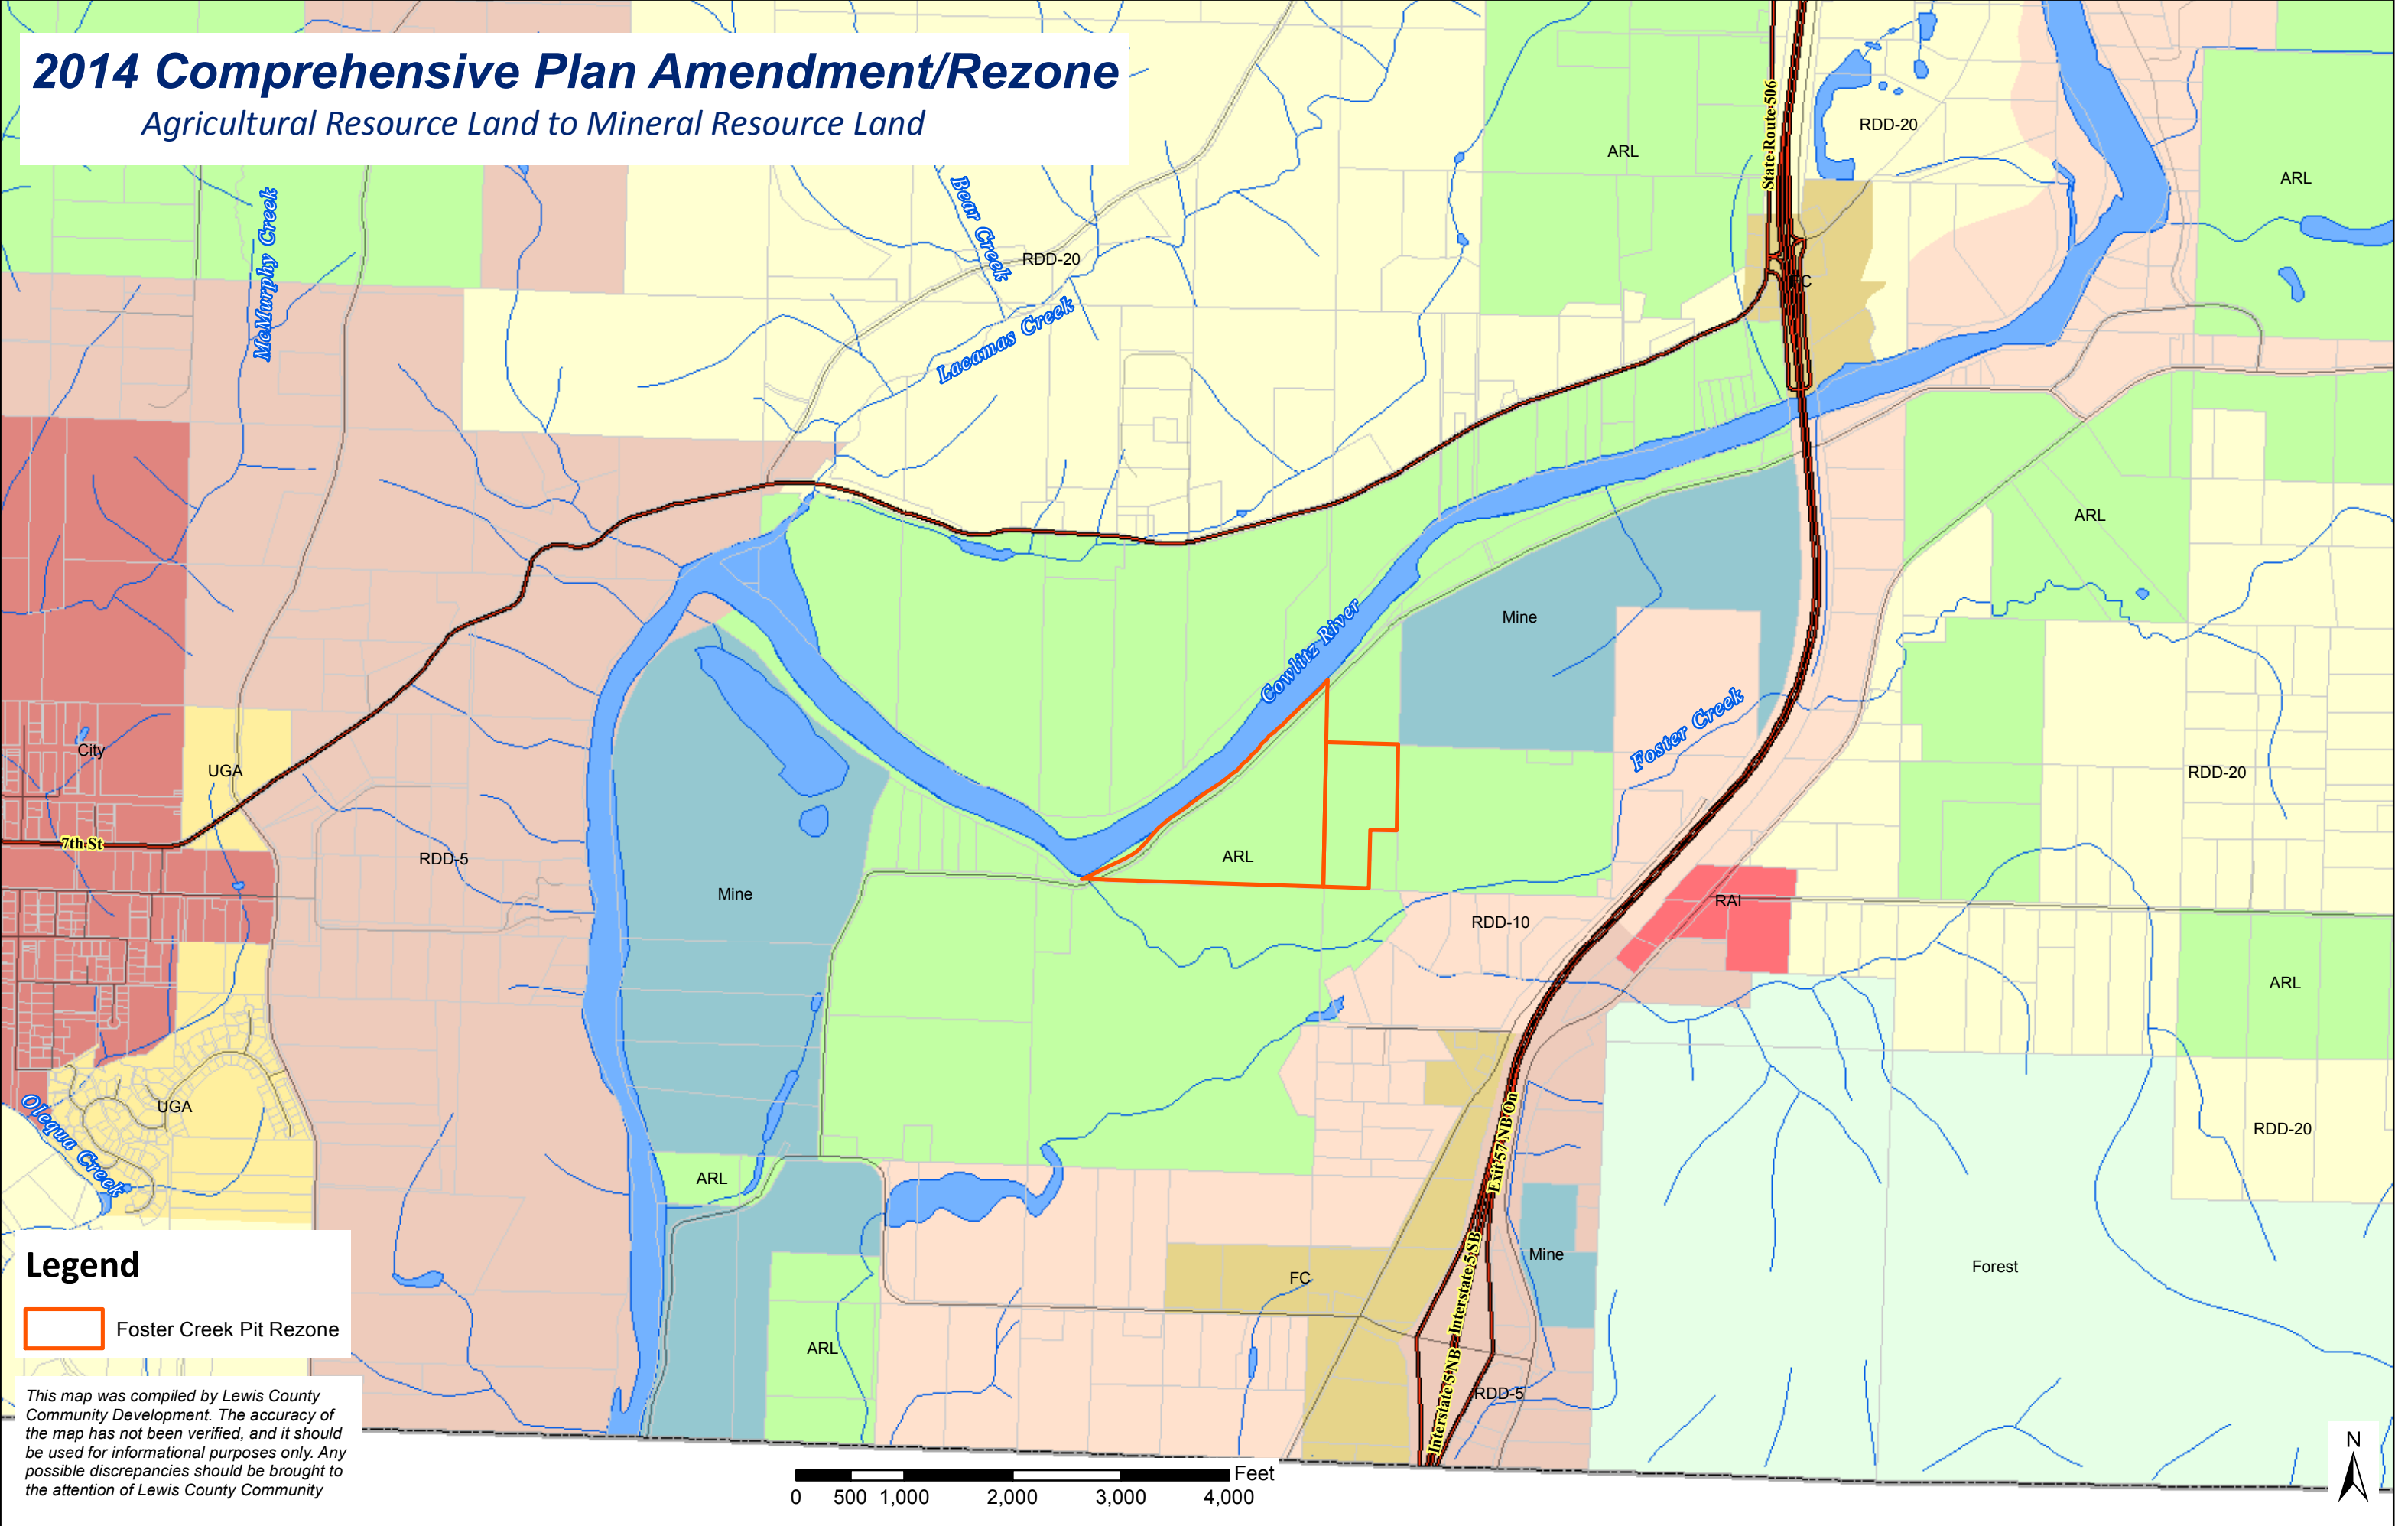 2014 Comprehensive Plan Amendment/Rezone
Agricultural Resource Land to Mineral Resource Land
State Route 506
RDD-20
ARL
ARL
McMurphy Creek
Bear Creek
RDD-20
FC
Lacamas Creek
ARL
Mine
Cowlitz River
Foster Creek
City
UGA
RDD-20
7th St
RDD-5
ARL
Mine
RAI
RDD-10
ARL
UGA
Olequa Creek
RDD-20
Exit 57 NB On
ARL
Mine
Forest
FC
Interstate 5 SB
Interstate 5 NB
ARL
RDD-5
Legend
Foster Creek Pit Rezone
This map was compiled by Lewis County
Community Development. The accuracy of
the map has not been verified, and it should
be used for informational purposes only. Any
possible discrepancies should be brought to
the attention of Lewis County Community
Feet
0 500 1,000 2,000 3,000 4,000
N